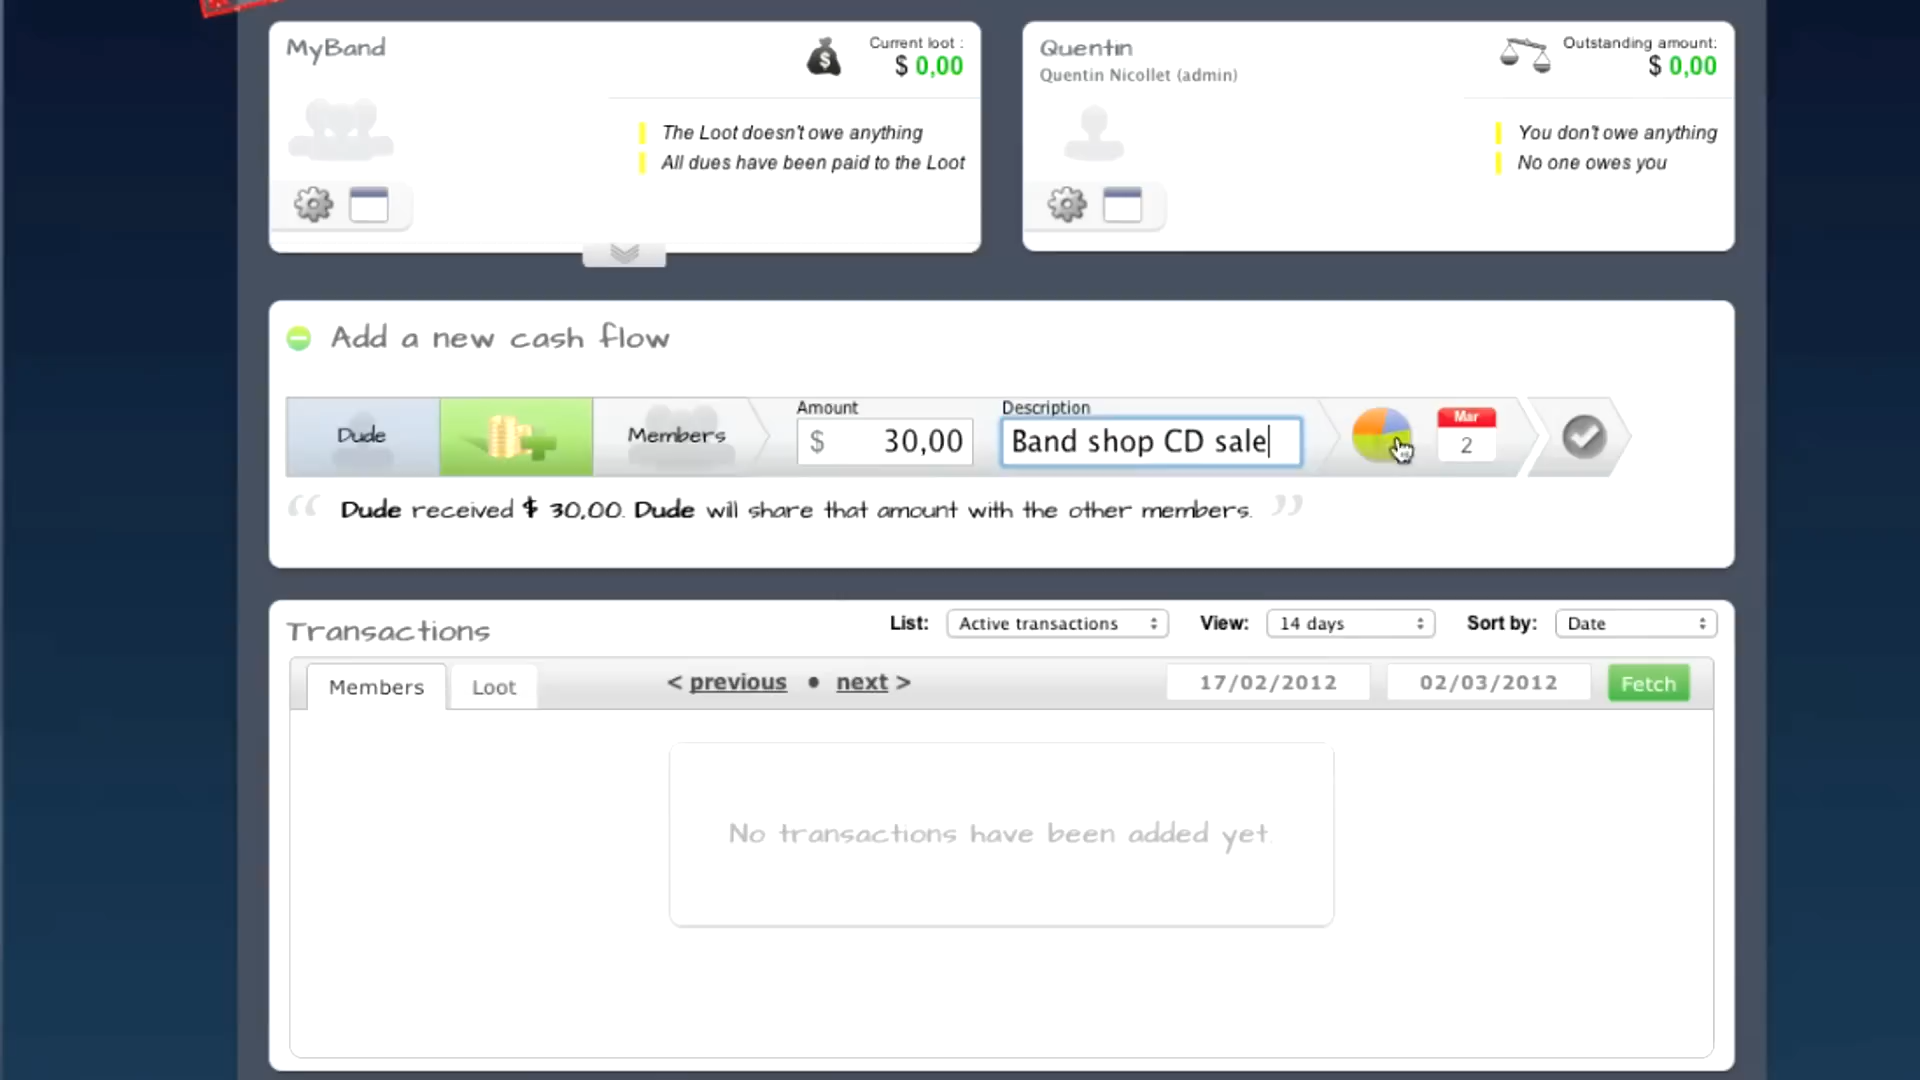 MyBand
Current loot :
$ 0,00
The Loot doesn't owe anything
All dues have been paid to the Loot
Quentin
Quentin Nicollet (admin)
Outstanding amount:
$ 0,00
You don't owe anything
No one owes you
Add a new cash flow
Dude
Members
Amount
$ 30,00
Description
Band shop CD sale
Mar
2
“ Dude received $ 30,00. Dude will share that amount with the other members. ”
Transactions
List: Active transactions
View: 14 days
Sort by: Date
Members
Loot
< previous • next >
17/02/2012
02/03/2012
Fetch
No transactions have been added yet